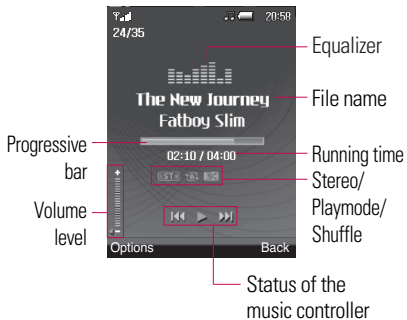 20:58
24/35
Equalizer
The New Journey
File name
Fatboy Slim
Progressive
bar
02:10 / 04:00
Running time
Stereo/
Playmode/
Shuffle
Volume
level
Options
Back
Status of the
music controller